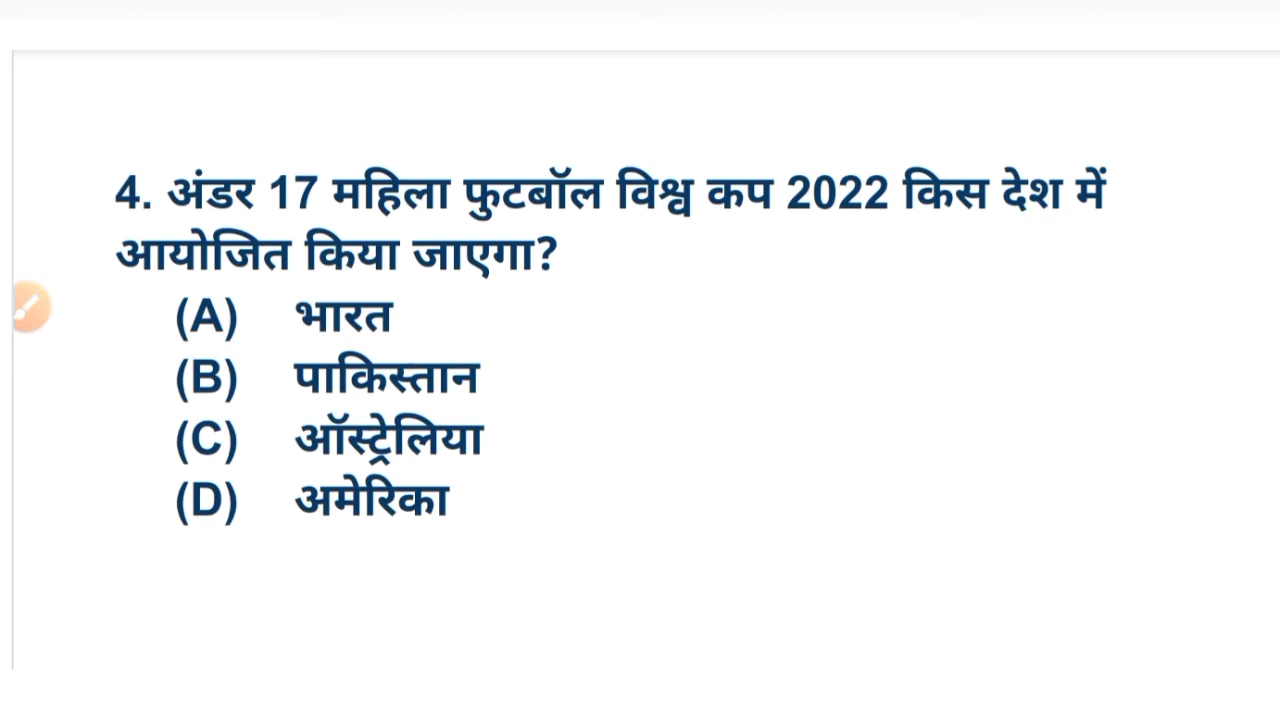 4. अंडर 17 महिला फुटबॉल विश्व कप 2022 किस देश में
आयोजित किया जाएगा?
(A) भारत
(B) पाकिस्तान
(C) ऑस्ट्रेलिया
(D) अमेरिका